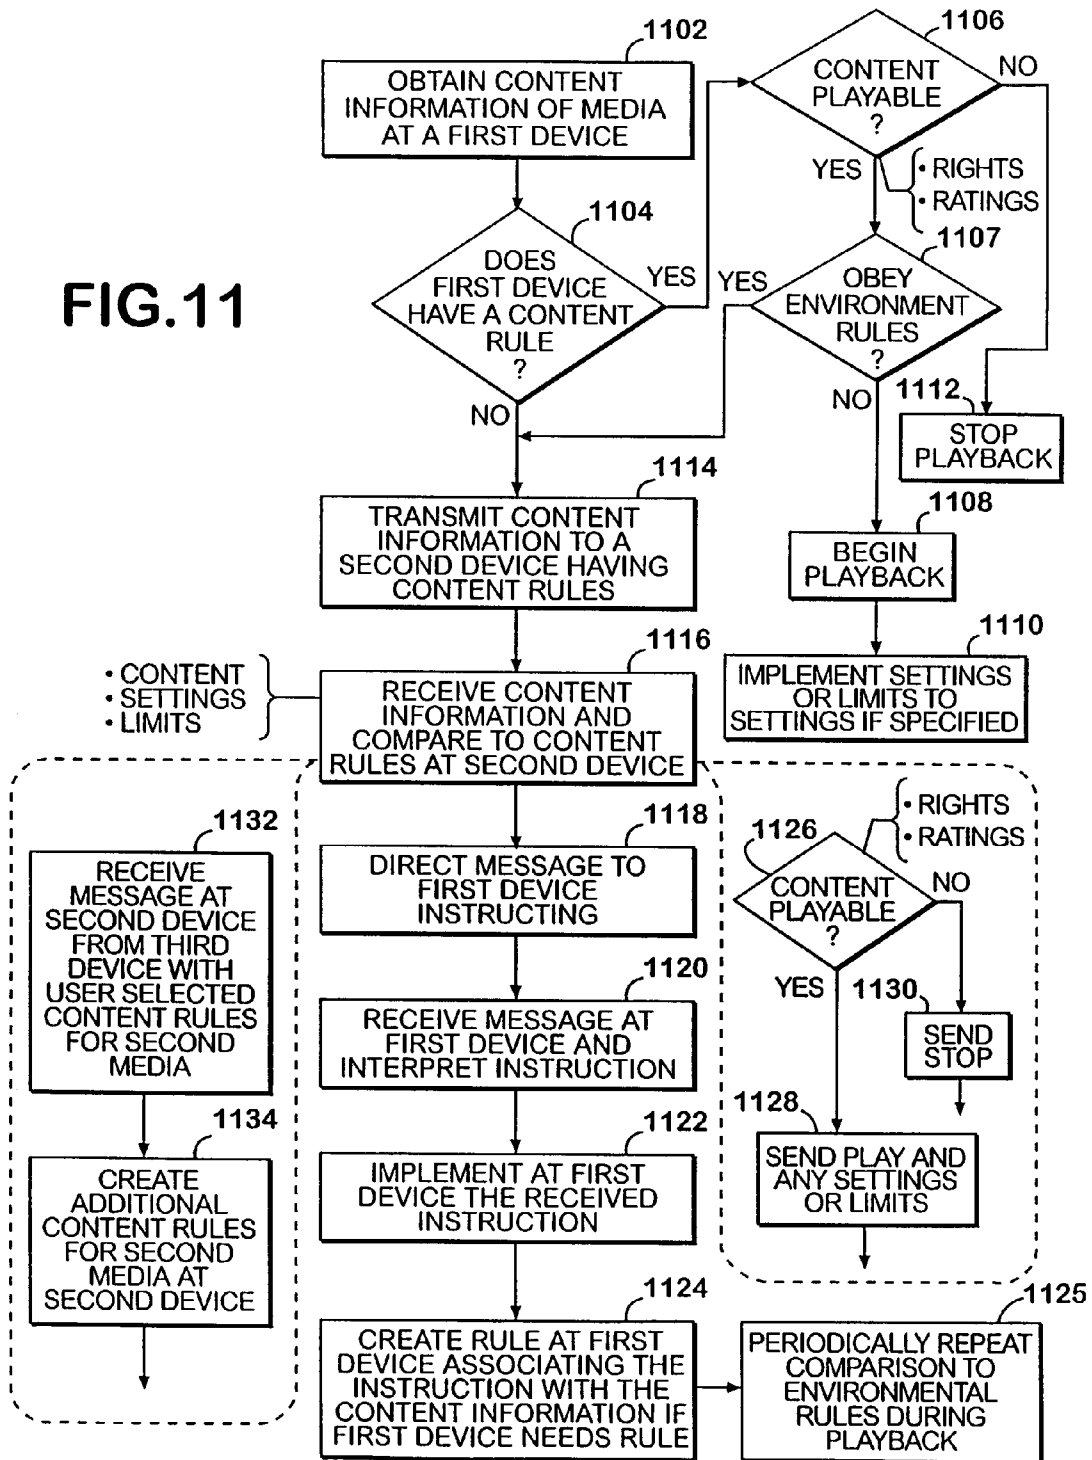 FIG.11
1102
OBTAIN CONTENT
INFORMATION OF MEDIA
AT A FIRST DEVICE
1104
DOES
FIRST DEVICE
HAVE A CONTENT
RULE
?
YES
NO
1106
CONTENT
PLAYABLE
?
NO
YES
• RIGHTS
• RATINGS
1107
OBEY
ENVIRONMENT
RULES
?
YES
NO
1112
STOP
PLAYBACK
1108
BEGIN
PLAYBACK
1110
IMPLEMENT SETTINGS
OR LIMITS TO
SETTINGS IF SPECIFIED
1114
TRANSMIT CONTENT
INFORMATION TO A
SECOND DEVICE HAVING
CONTENT RULES
1116
RECEIVE CONTENT
INFORMATION AND
COMPARE TO CONTENT
RULES AT SECOND DEVICE
• CONTENT
• SETTINGS
• LIMITS
1118
DIRECT MESSAGE TO
FIRST DEVICE
INSTRUCTING
1120
RECEIVE MESSAGE AT
FIRST DEVICE AND
INTERPRET INSTRUCTION
1122
IMPLEMENT AT FIRST
DEVICE THE RECEIVED
INSTRUCTION
1124
CREATE RULE AT FIRST
DEVICE ASSOCIATING THE
INSTRUCTION WITH THE
CONTENT INFORMATION IF
FIRST DEVICE NEEDS RULE
1125
PERIODICALLY REPEAT
COMPARISON TO
ENVIRONMENTAL
RULES DURING
PLAYBACK
1126
CONTENT
PLAYABLE
?
• RIGHTS
• RATINGS
NO
YES
1130
SEND
STOP
1128
SEND PLAY AND
ANY SETTINGS
OR LIMITS
1132
RECEIVE
MESSAGE AT
SECOND DEVICE
FROM THIRD
DEVICE WITH
USER SELECTED
CONTENT RULES
FOR SECOND
MEDIA
1134
CREATE
ADDITIONAL
CONTENT RULES
FOR SECOND
MEDIA AT
SECOND DEVICE